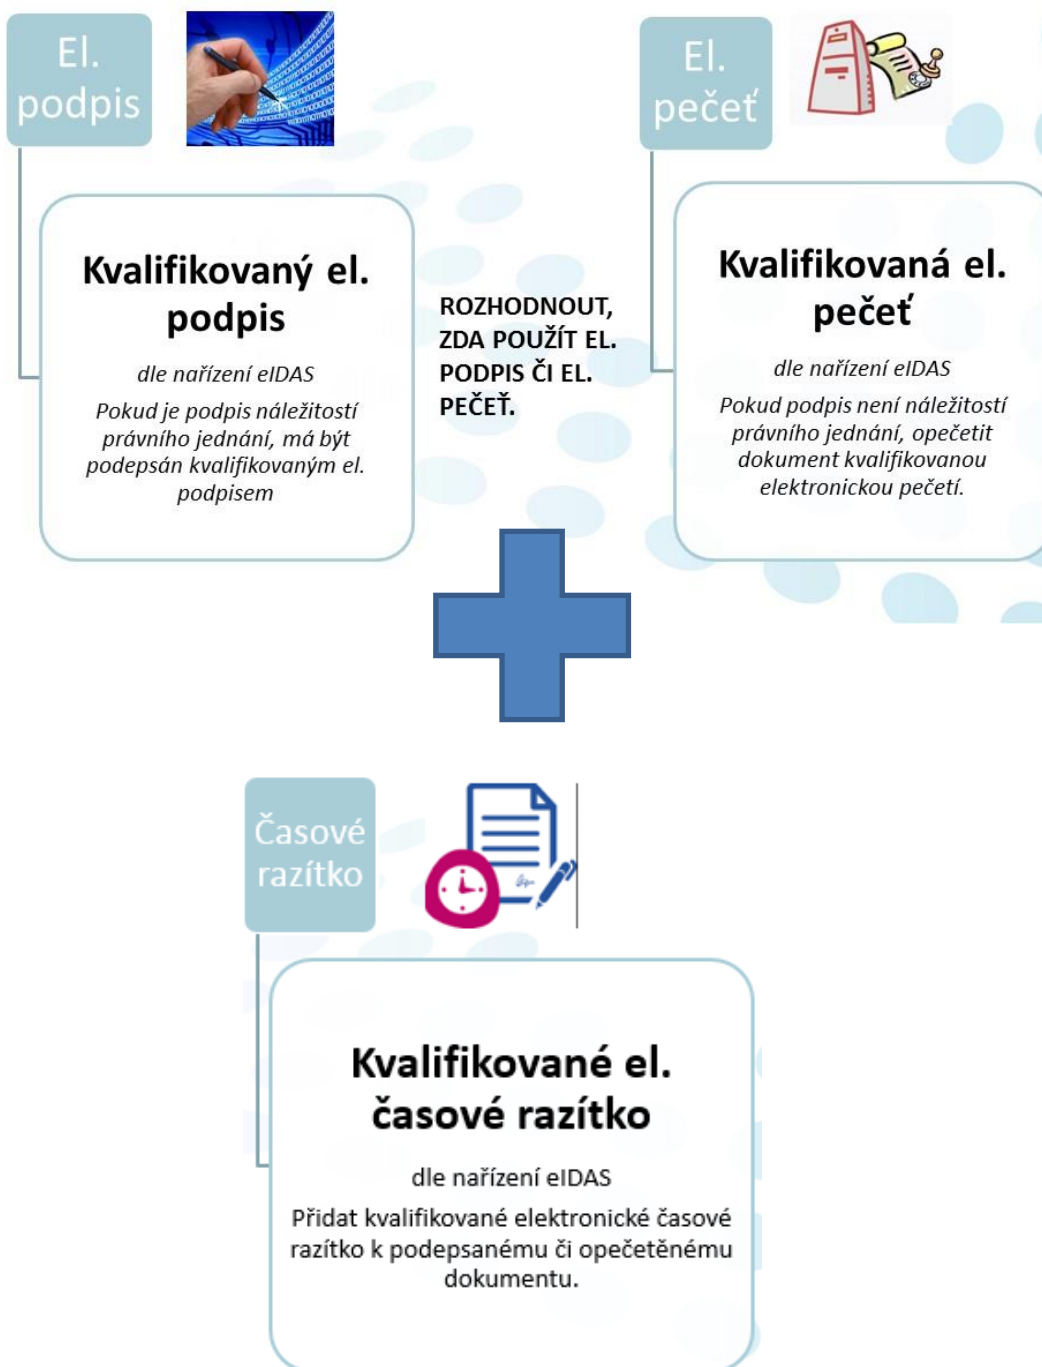 El.
podpis
Kvalifikovaný el.
podpis
dle nařízení eIDAS
Pokud je podpis náležitostí
právního jednání, má být
podepsán kvalifikovaným el.
podpisem
ROZHODNOUT,
ZDA POUŽÍT EL.
PODPIS ČI EL.
PEČEŤ.
El.
pečeť
Kvalifikovaná el.
pečeť
dle nařízení eIDAS
Pokud podpis není náležitostí
právního jednání, opečetit
dokument kvalifikovanou
elektronickou pečetí.
Časové
razítko
Kvalifikované el.
časové razítko
dle nařízení eIDAS
Přidat kvalifikované elektronické časové
razítko k podepsanému či opečetěnému
dokumentu.